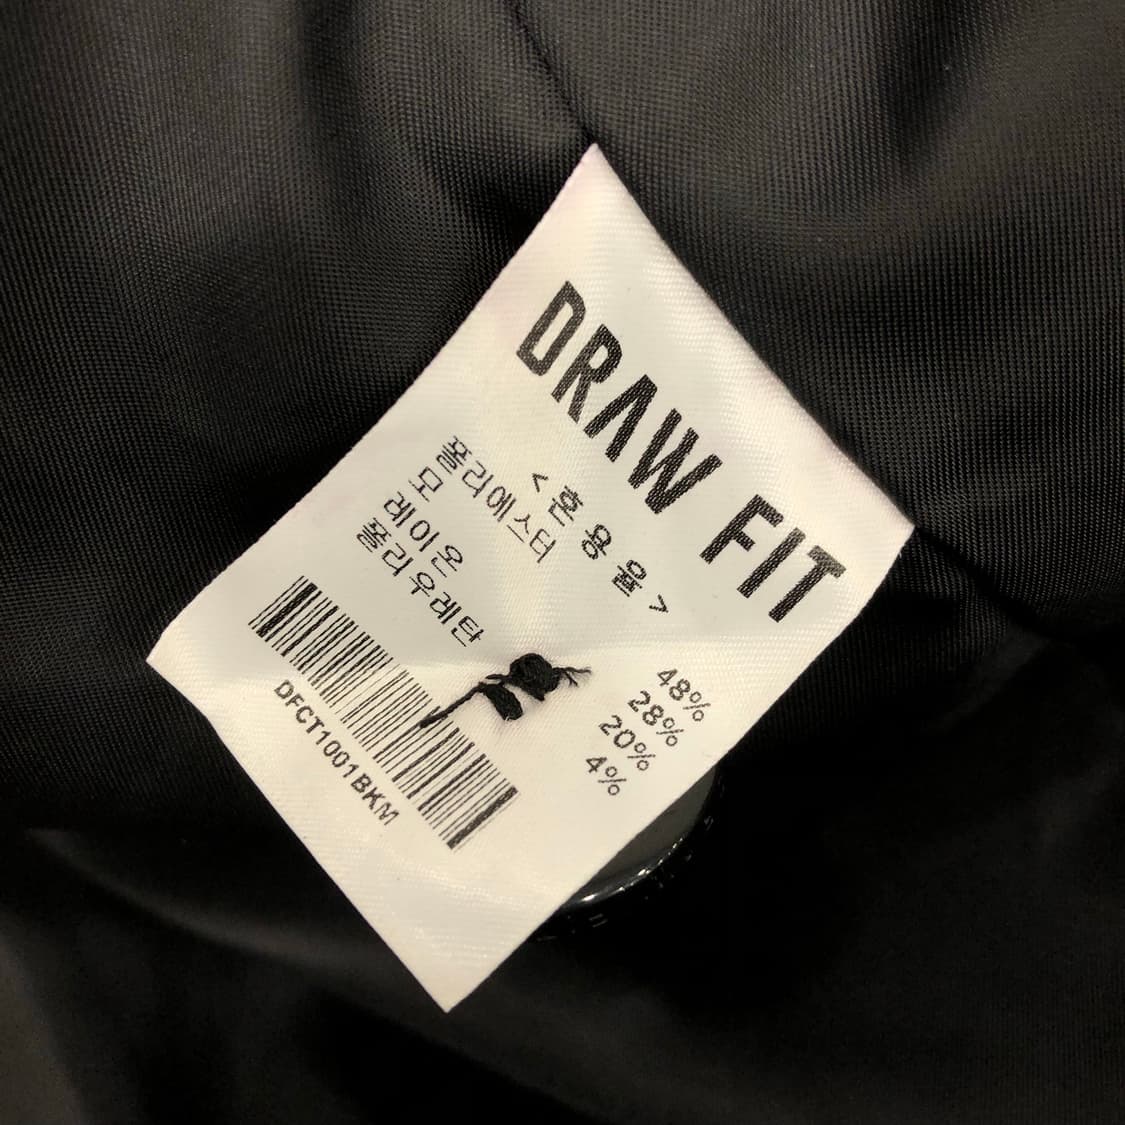 DRAW FIT
<혼용율>
폴리에스터 48%
모 28%
레이온 20%
폴리우레탄 4%
DFCT1001BKM